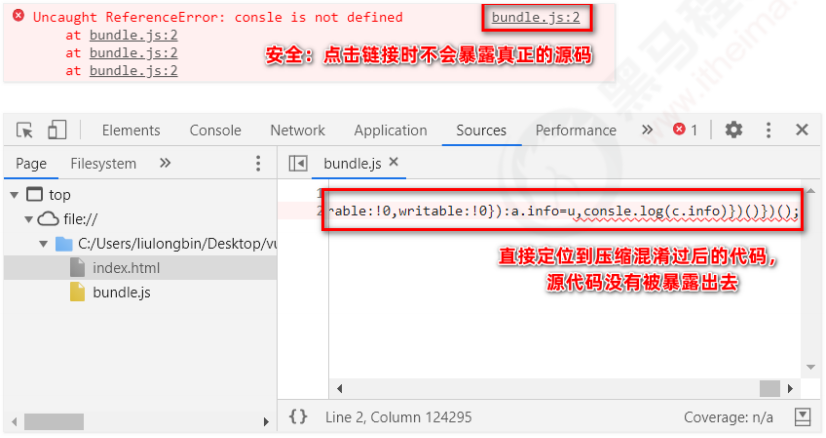 Uncaught ReferenceError: consle is not defined bundle.js:2
at bundle.js:2
at bundle.js:2
at bundle.js:2
安全：点击链接时不会暴露真正的源码
黑马程
www.itheima.
Elements Console Network Application Sources Performance » 1
Page Filesystem » bundle.js ×
top
file://
C:/Users/liulongbin/Desktop/vu
index.html
bundle.js
1
2 rable:!0,writable:!0}):a.info=u,consle.log(c.info)})()})();
直接定位到压缩混淆过后的代码，
源代码没有被暴露出去
{} Line 2, Column 124295 Coverage: n/a